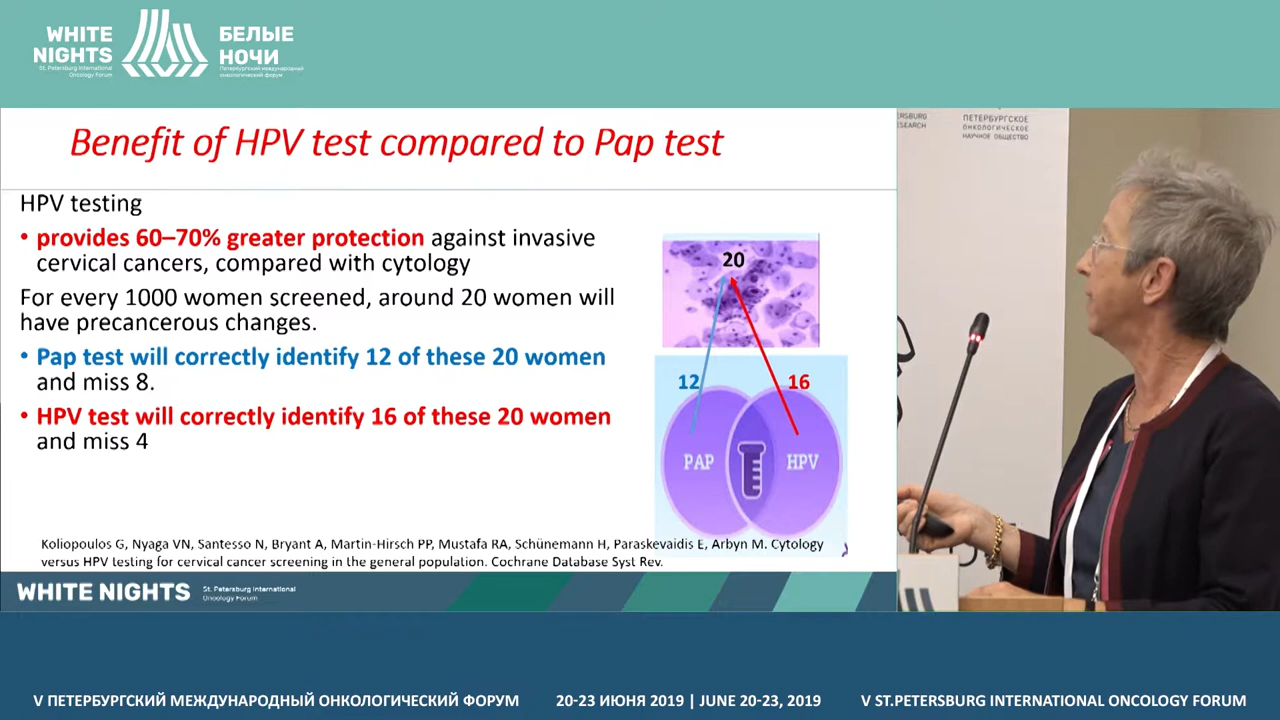 WHITE
NIGHTS
St. Petersburg International
Oncology Forum
БЕЛЫЕ
НОЧИ
Петербургский международный
онкологический форум
Benefit of HPV test compared to Pap test
HPV testing
• provides 60–70% greater protection against invasive
cervical cancers, compared with cytology
For every 1000 women screened, around 20 women will
have precancerous changes.
• Pap test will correctly identify 12 of these 20 women
and miss 8.
• HPV test will correctly identify 16 of these 20 women
and miss 4
20
12
16
PAP
HPV
Koliopoulos G, Nyaga VN, Santesso N, Bryant A, Martin-Hirsch PP, Mustafa RA, Schünemann H, Paraskevaidis E, Arbyn M. Cytology
versus HPV testing for cervical cancer screening in the general population. Cochrane Database Syst Rev.
WHITE NIGHTS
St. Petersburg International
Oncology Forum
ERSBURG
SEARCH
ПЕТЕРБУРГСКОЕ
ОНКОЛОГИЧЕСКОЕ
НАУЧНОЕ ОБЩЕСТВО
V ПЕТЕРБУРГСКИЙ МЕЖДУНАРОДНЫЙ ОНКОЛОГИЧЕСКИЙ ФОРУМ
20-23 ИЮНЯ 2019 | JUNE 20-23, 2019
V ST.PETERSBURG INTERNATIONAL ONCOLOGY FORUM